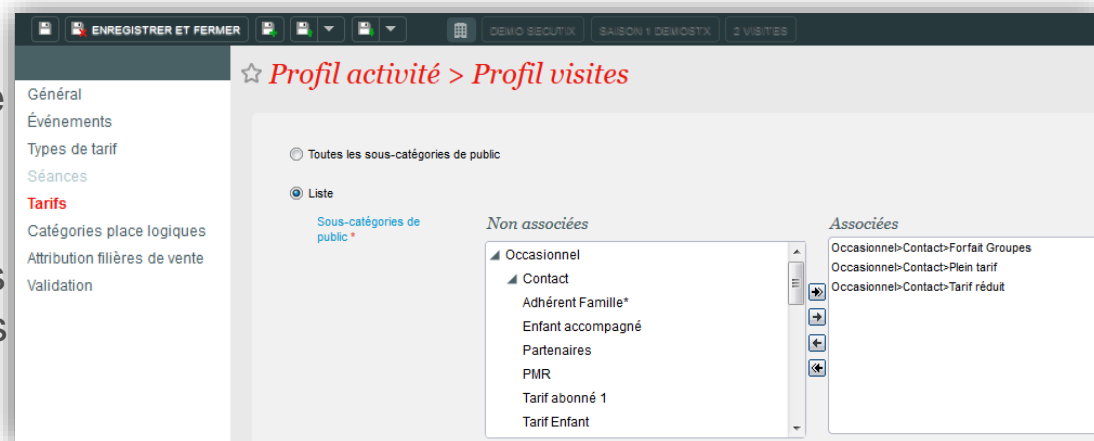 ENREGISTRER ET FERMER
DEMO SECUTIX
SAISON 1 DEMOSTX
2 VISITES
Profil activité > Profil visites
Général
Événements
Types de tarif
Séances
Tarifs
Catégories place logiques
Attribution filières de vente
Validation
Toutes les sous-catégories de public
Liste
Sous-catégories de
public *
Non associées
Occasionnel
Contact
Adhérent Famille*
Enfant accompagné
Partenaires
PMR
Tarif abonné 1
Tarif Enfant
Associées
Occasionnel>Contact>Forfait Groupes
Occasionnel>Contact>Plein tarif
Occasionnel>Contact>Tarif réduit